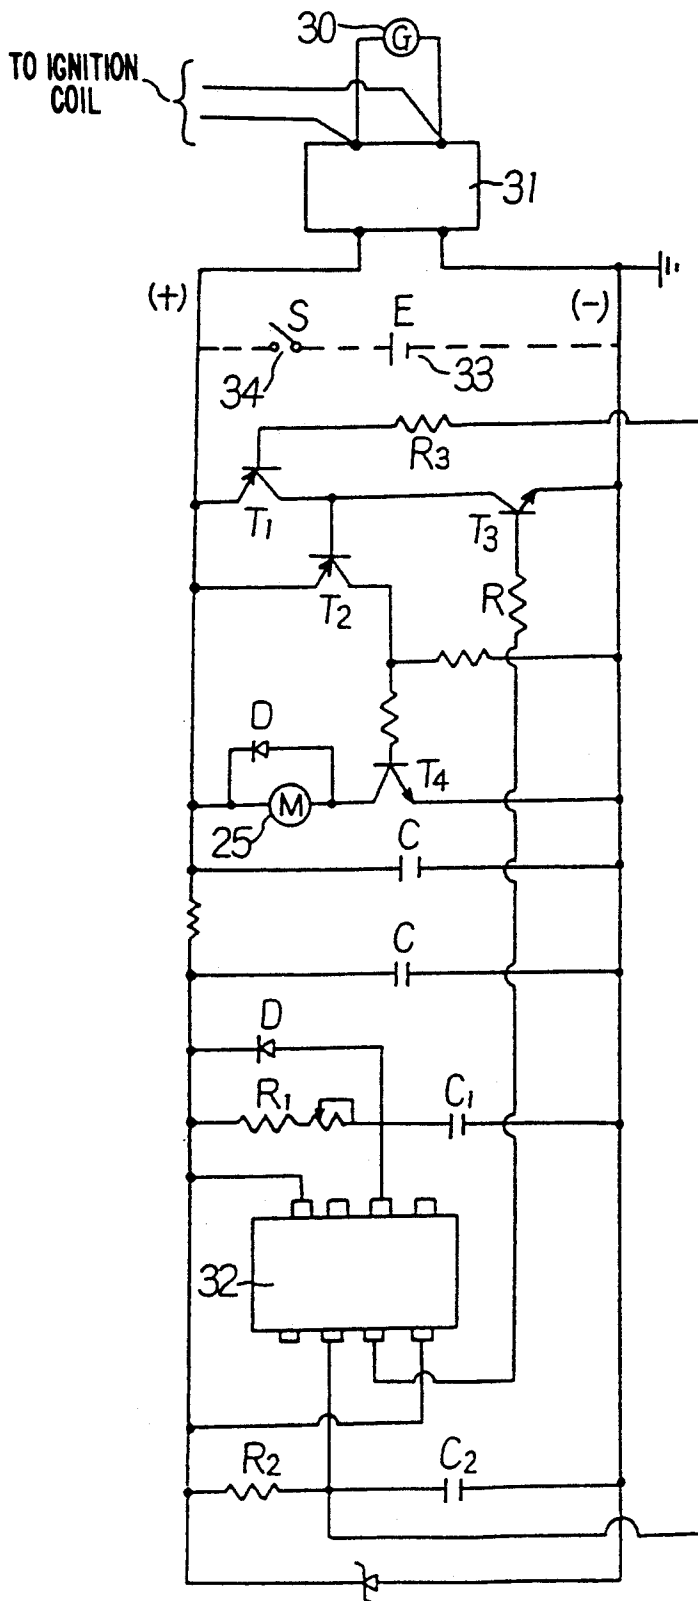 30
G
TO IGNITION
COIL
31
(+)
(-)
S
E
34
33
R3
T1
T3
T2
R
D
T4
M
25
C
C
D
R1
C1
32
R2
C2